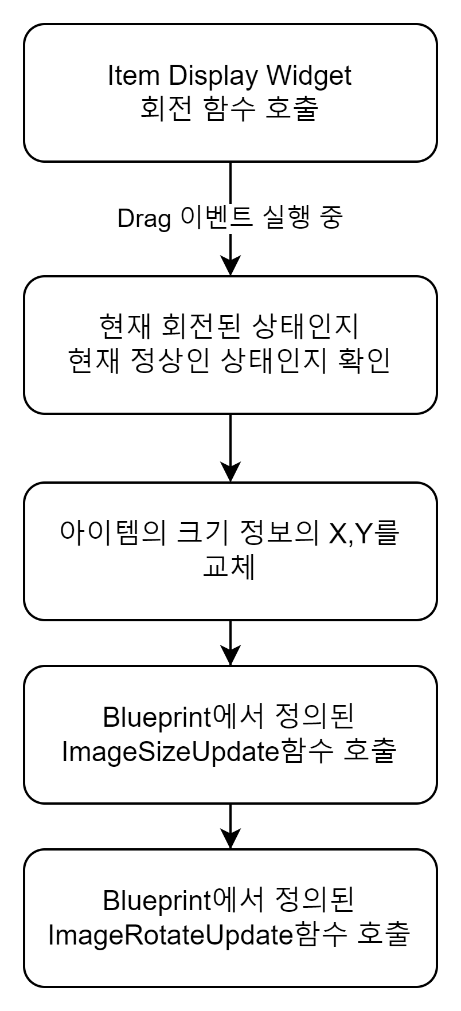 Item Display Widget
회전 함수 호출
Drag 이벤트 실행 중
현재 회전된 상태인지
현재 정상인 상태인지 확인
아이템의 크기 정보의 X,Y를
교체
Blueprint에서 정의된
ImageSizeUpdate함수 호출
Blueprint에서 정의된
ImageRotateUpdate함수 호출